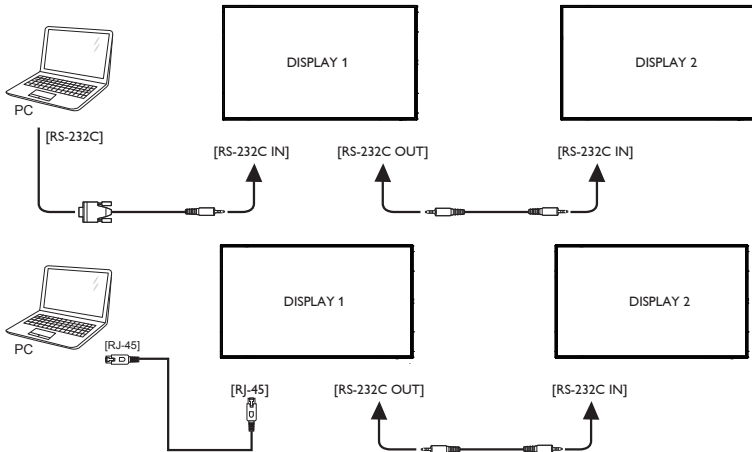 DISPLAY 1
DISPLAY 2
PC
[RS-232C]
[RS-232C IN]
[RS-232C OUT]
[RS-232C IN]
DISPLAY 1
DISPLAY 2
PC
[RJ-45]
[RJ-45]
[RS-232C OUT]
[RS-232C IN]